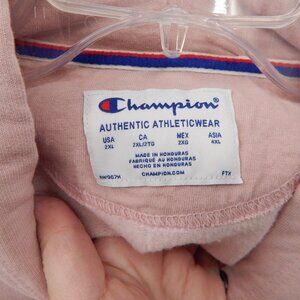 Champion®
AUTHENTIC ATHLETICWEAR
USA CA MEX ASIA
2XL 2XL/2TG 2XG 4XL
MADE IN HONDURAS
FABRIQUÉ AU HONDURAS
HECHO EN HONDURAS
CHAMPION.COM FTX